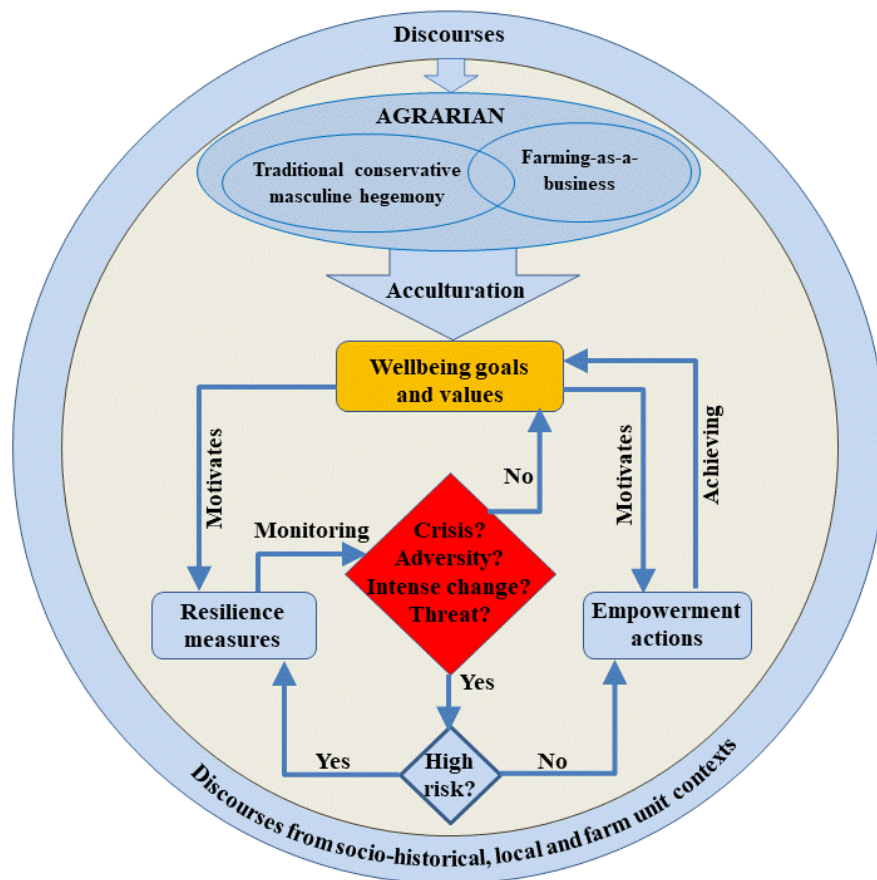 Discourses
AGRARIAN
Traditional conservative
masculine hegemony
Farming-as-a-
business
Acculturation
Wellbeing goals
and values
Motivates
No
Motivates
Achieving
Monitoring
Crisis?
Adversity?
Intense change?
Threat?
Resilience
measures
Empowerment
actions
Yes
Yes
High
risk?
No
Discourses from socio-historical, local and farm unit contexts